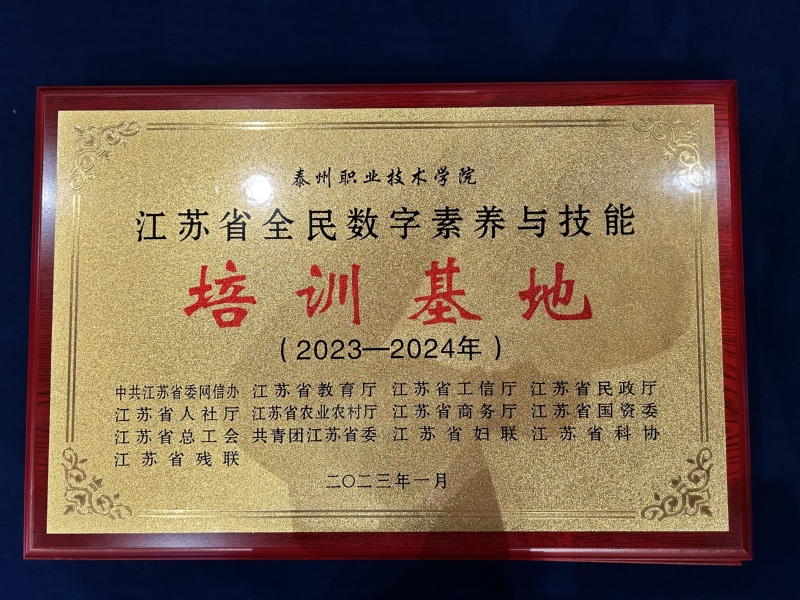 泰州职业技术学院
江苏省全民数字素养与技能
培训基地
（2023—2024年）
中共江苏省委网信办 江苏省教育厅 江苏省工信厅 江苏省民政厅
江苏省人社厅 江苏省农业农村厅 江苏省商务厅 江苏省国资委
江苏省总工会 共青团江苏省委 江苏省妇联 江苏省科协
江苏省残联
二〇二三年一月